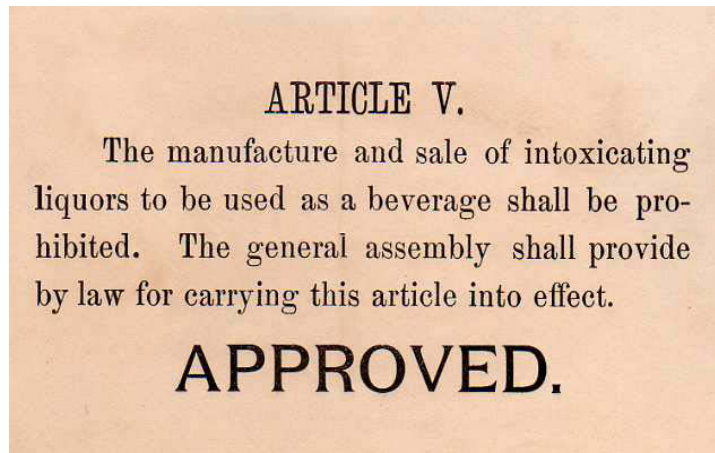 ARTICLE V.
The manufacture and sale of intoxicating
liquors to be used as a beverage shall be pro-
hibited. The general assembly shall provide
by law for carrying this article into effect.
APPROVED.